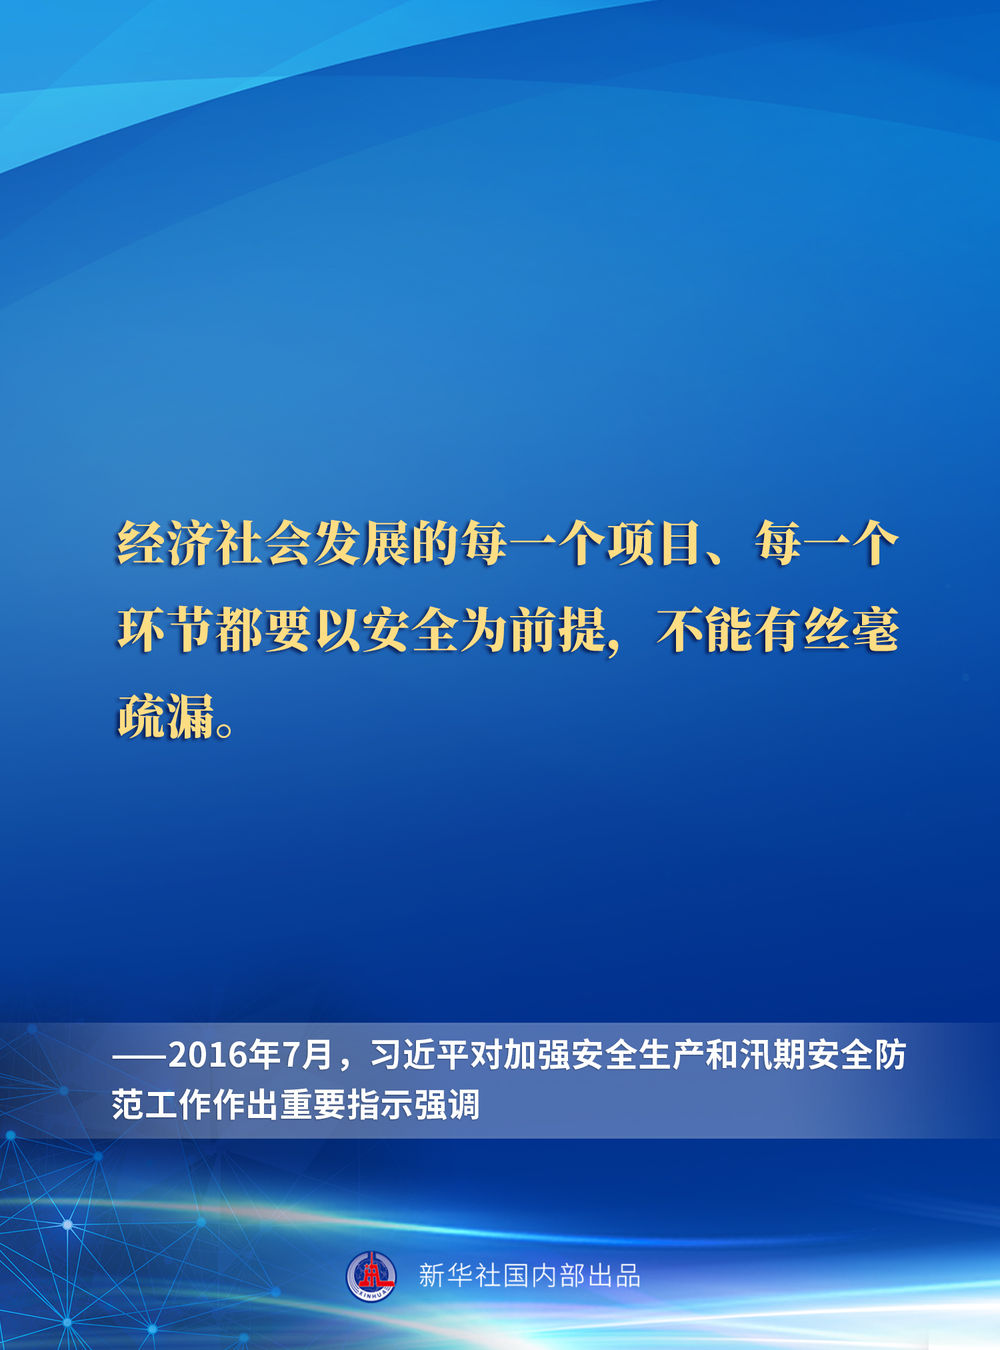 经济社会发展的每一个项目、每一个
环节都要以安全为前提，不能有丝毫
疏漏。
——2016年7月，习近平对加强安全生产和汛期安全防
范工作作出重要指示强调
XINHUA
新华社国内部出品